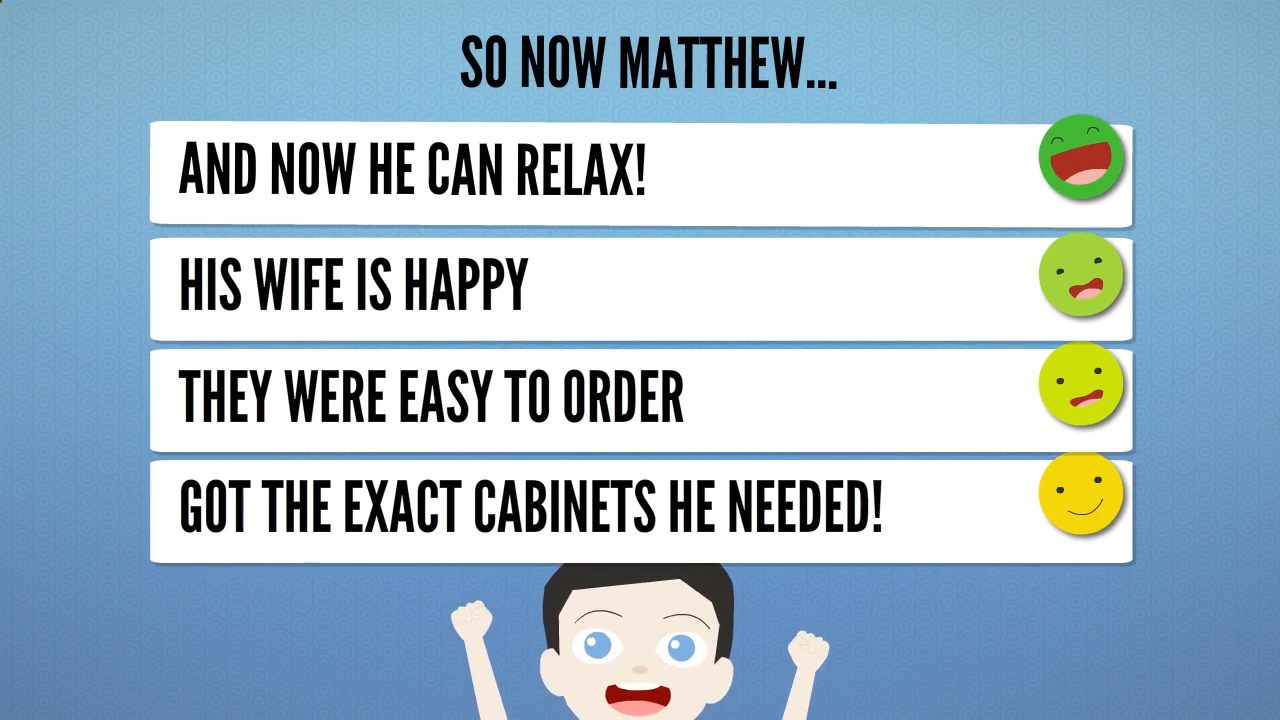 SO NOW MATTHEW...
AND NOW HE CAN RELAX!
HIS WIFE IS HAPPY
THEY WERE EASY TO ORDER
GOT THE EXACT CABINETS HE NEEDED!